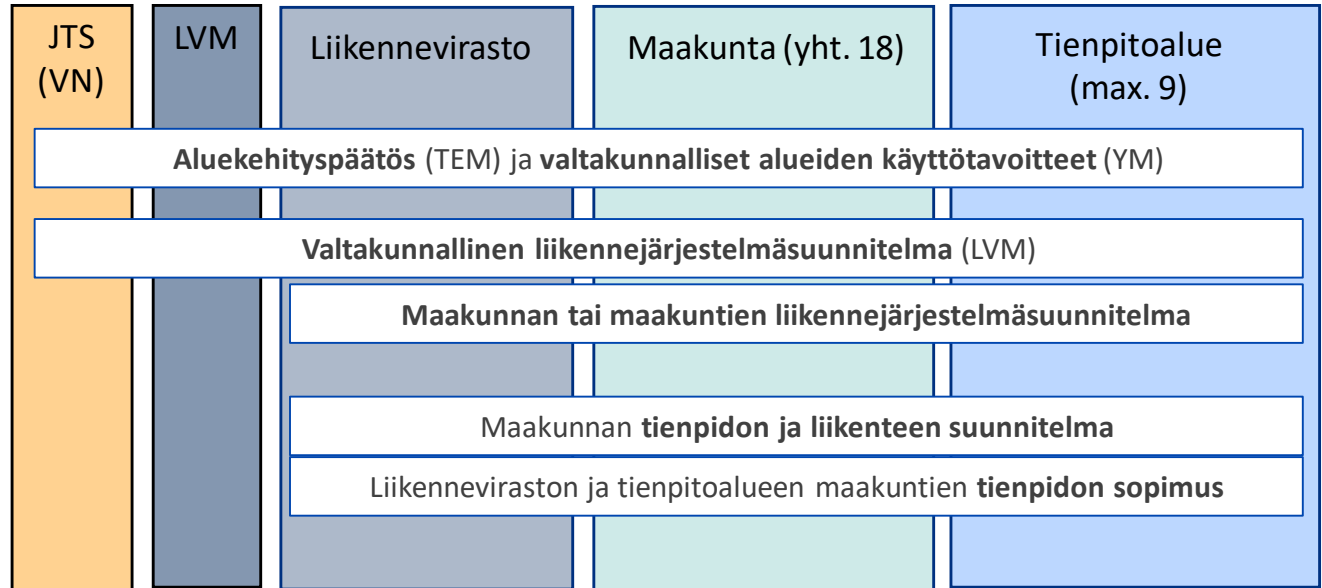 JTS
(VN)
LVM
Liikennevirasto
Maakunta (yht. 18)
Tienpitoalue
(max. 9)
Aluekehityspäätös (TEM) ja valtakunnalliset alueiden käyttötavoitteet (YM)
Valtakunnallinen liikennejärjestelmäsuunnitelma (LVM)
Maakunnan tai maakuntien liikennejärjestelmäsuunnitelma
Maakunnan tienpidon ja liikenteen suunnitelma
Liikenneviraston ja tienpitoalueen maakuntien tienpidon sopimus